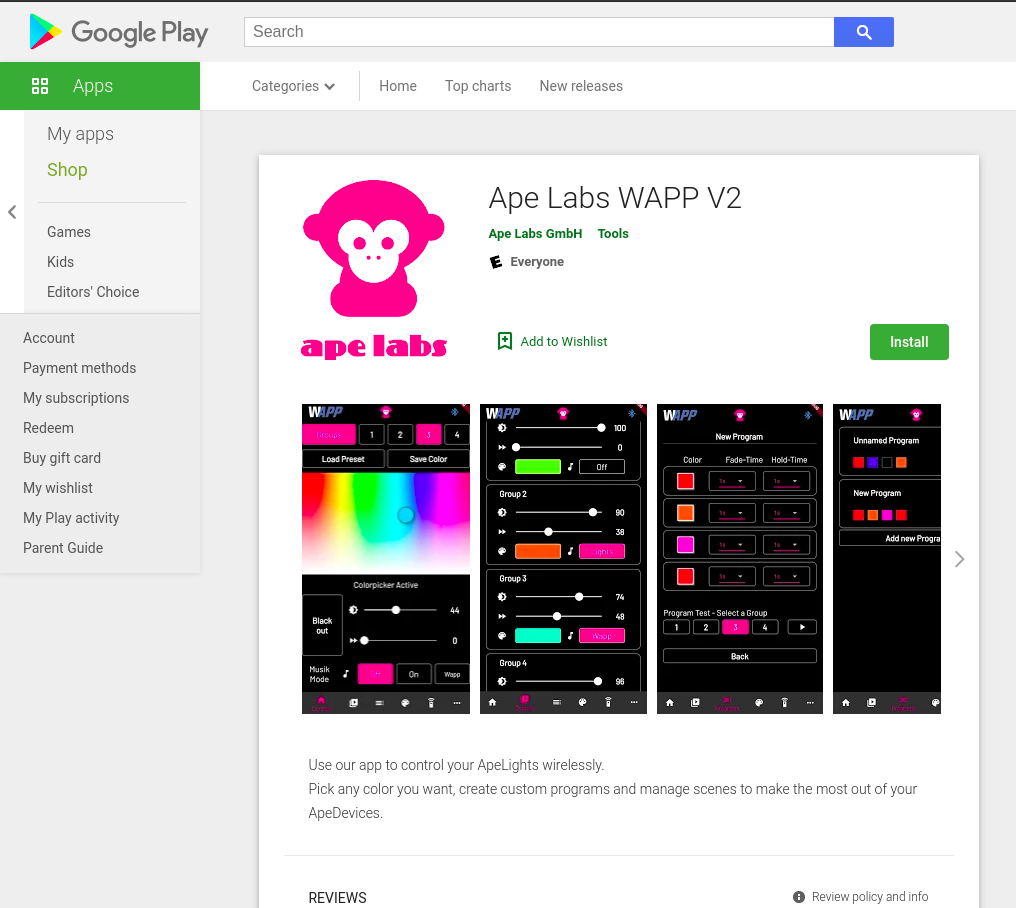 Google Play
Search
Apps
Categories
Home
Top charts
New releases
My apps
Shop
Games
Kids
Editors' Choice
Account
Payment methods
My subscriptions
Redeem
Buy gift card
My wishlist
My Play activity
Parent Guide
ape labs
Ape Labs WAPP V2
Ape Labs GmbH Tools
E Everyone
Add to Wishlist
Install
WAPP
Groups 1 2 3 4
Load Preset Save Color
Colorpicker Active
Black out
44
0
Musik Mode
On Wapp
WAPP
100
0
Off
Group 2
90
38
Lights
Group 3
74
48
Wapp
Group 4
96
WAPP
New Program
Color Fade-Time Hold-Time
1s 1s
1s 1s
1s 1s
1s 1s
Program Test - Select a Group
1 2 3 4
Back
WAPP
Unnamed Program
New Program
Add new Progra
Use our app to control your ApeLights wirelessly.
Pick any color you want, create custom programs and manage scenes to make the most out of your
ApeDevices.
REVIEWS
Review policy and info